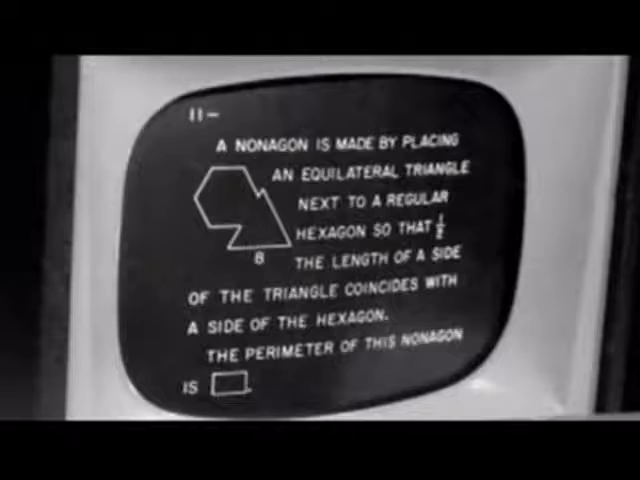 11-
A NONAGON IS MADE BY PLACING
AN EQUILATERAL TRIANGLE
NEXT TO A REGULAR
HEXAGON SO THAT ½
8
THE LENGTH OF A SIDE
OF THE TRIANGLE COINCIDES WITH
A SIDE OF THE HEXAGON.
THE PERIMETER OF THIS NONAGON
IS □.